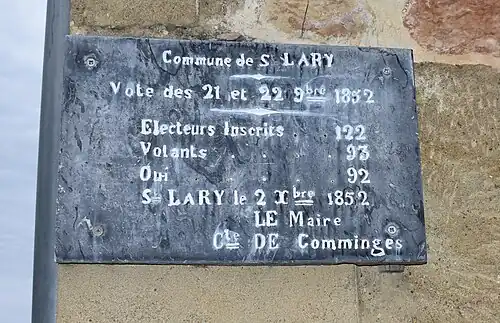 Commune de St LARY
Vote des 21 et 22 9bre 1852
Electeurs Inscrits . 122
Votants . . . 93
Oui . . . 92
St LARY le 2 Xbre 1852
LE Maire
Cte DE Comminges